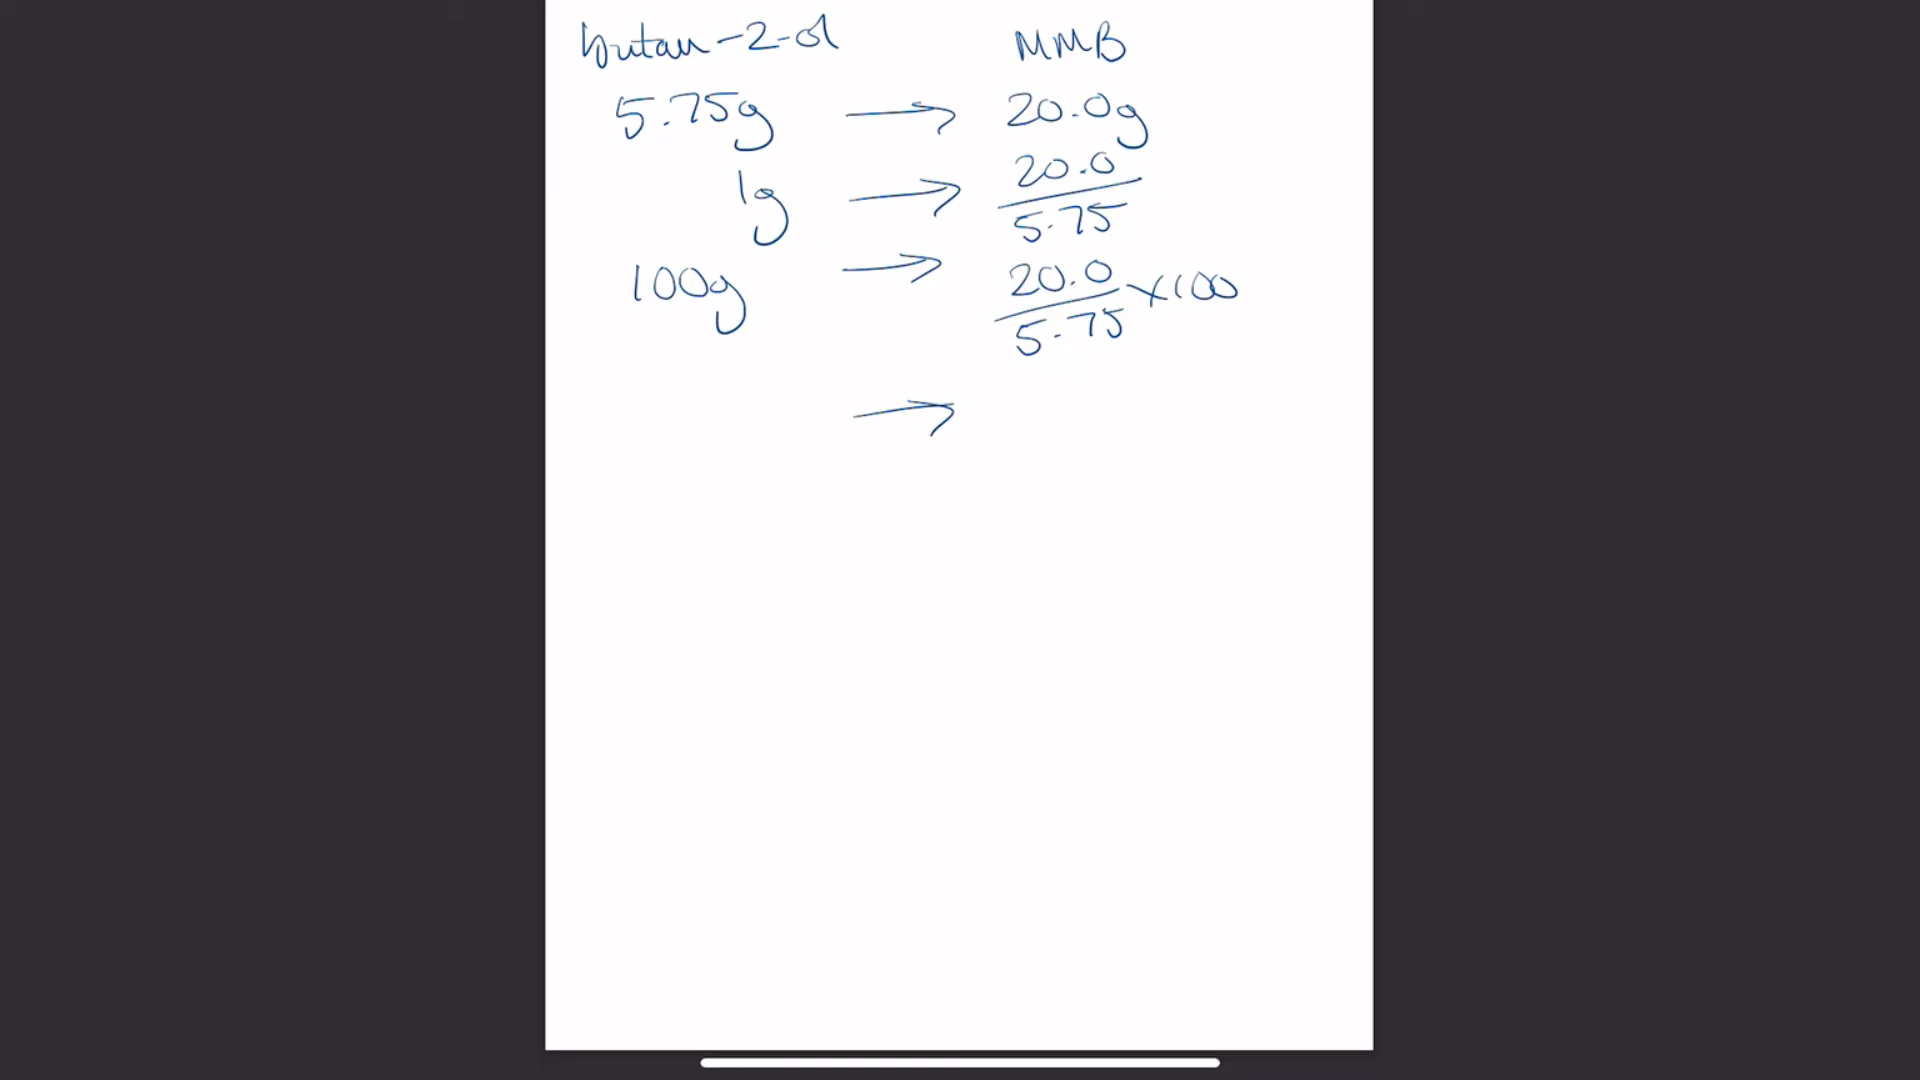 butan-2-ol MMB
5.75g → 20.0g
1g → 20.0/5.75
100g → 20.0/5.75 ×100
→